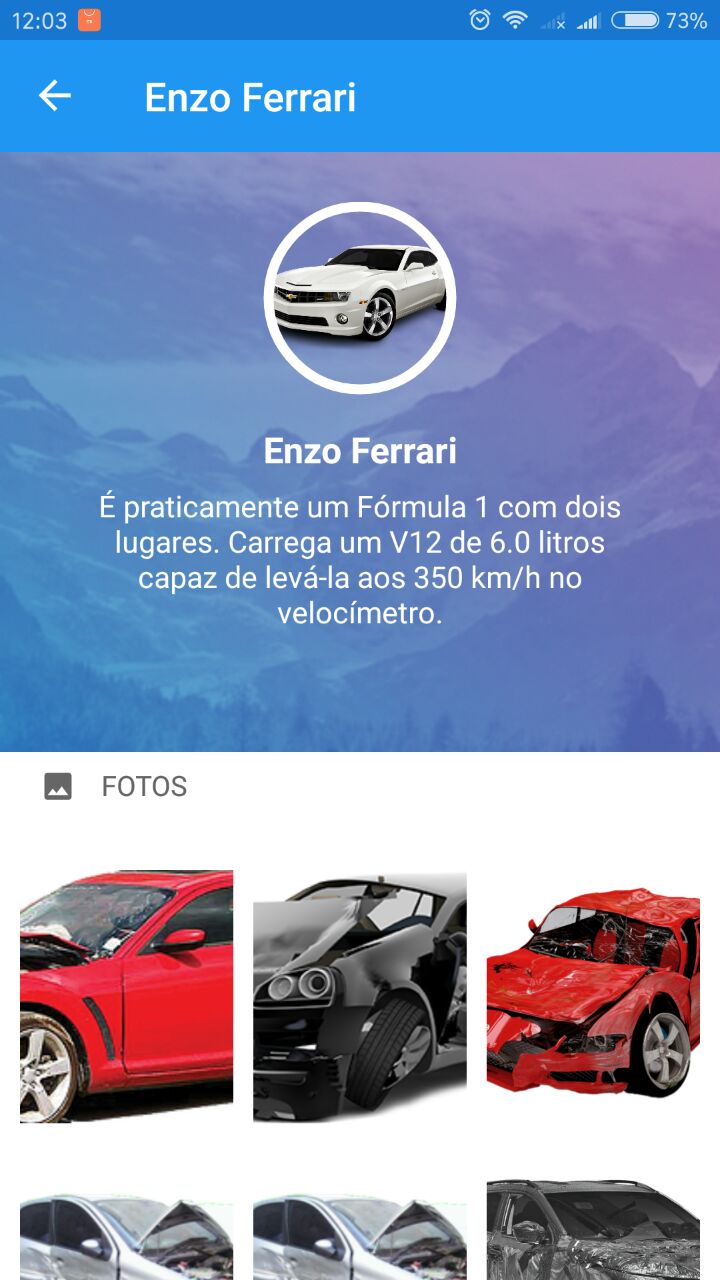 12:03
73%
Enzo Ferrari
Enzo Ferrari
É praticamente um Fórmula 1 com dois
lugares. Carrega um V12 de 6.0 litros
capaz de levá-la aos 350 km/h no
velocímetro.
FOTOS